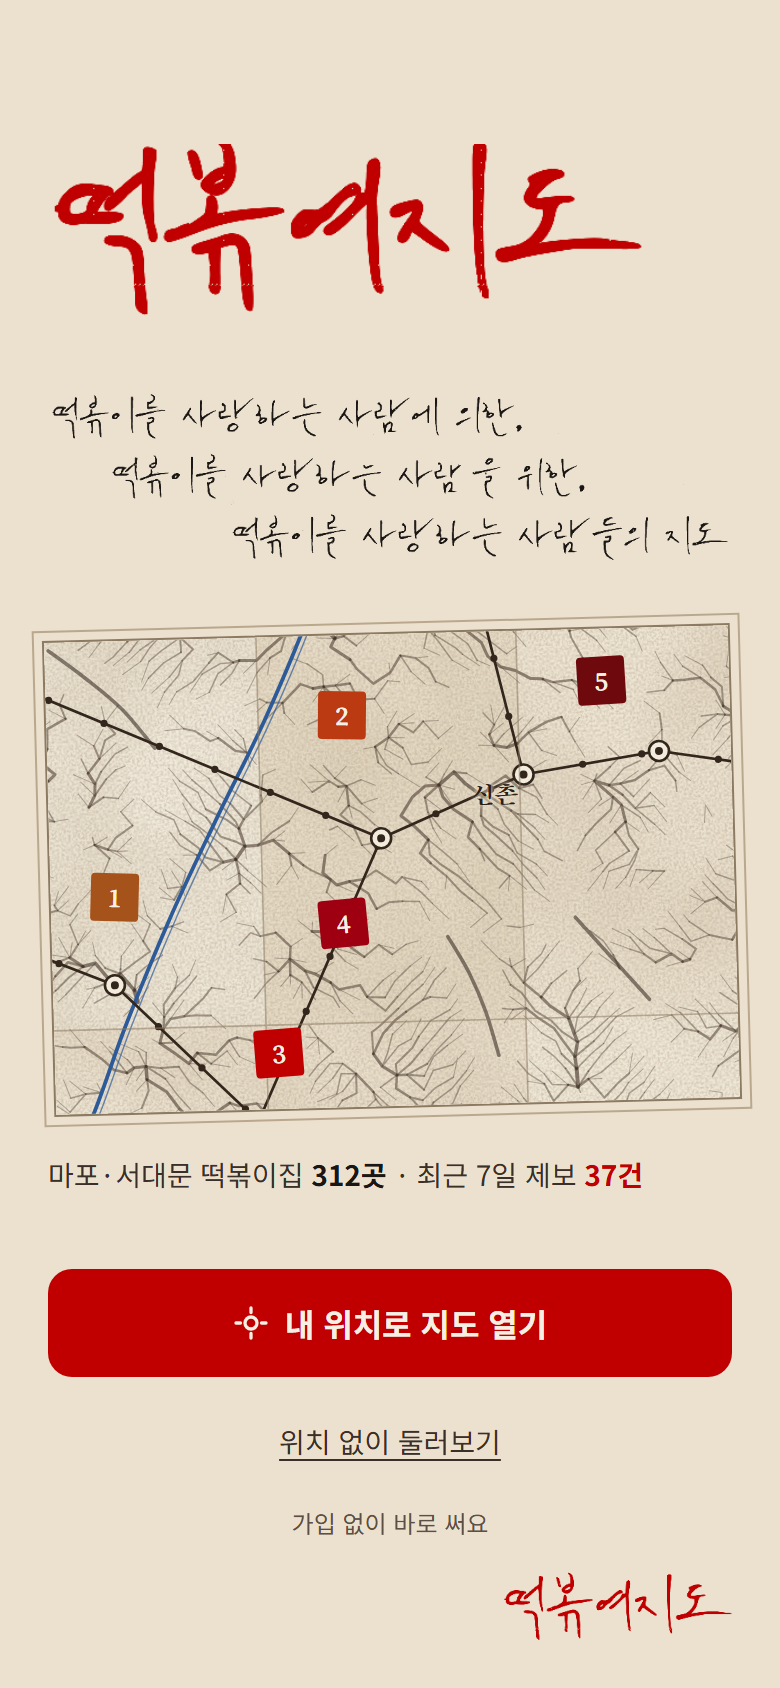 떡볶여지도
떡볶이를 사랑하는 사람에 의한.
떡볶이를 사랑하는 사람을 위한.
떡볶이를 사랑하는 사람들의 지도
5
2
신촌
1
4
3
마포·서대문 떡볶이집 312곳 · 최근 7일 제보 37건
내 위치로 지도 열기
위치 없이 둘러보기
가입 없이 바로 써요
떡볶여지도